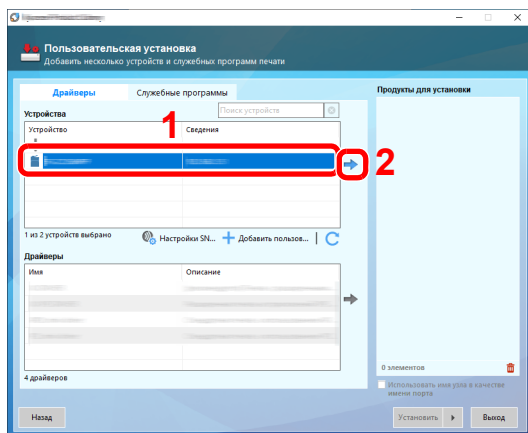 Пользовательская установка
Добавить несколько устройств и служебных программ печати
Драйверы
Служебные программы
Продукты для установки
Устройства
Поиск устройств
1
Устройство
Сведения
2
1 из 2 устройств выбрано
Настройки SN...
Добавить пользов...
Драйверы
Имя
Описание
0 элементов
4 драйверов
Использовать имя узла в качестве
имени порта
Назад
Установить
Выход